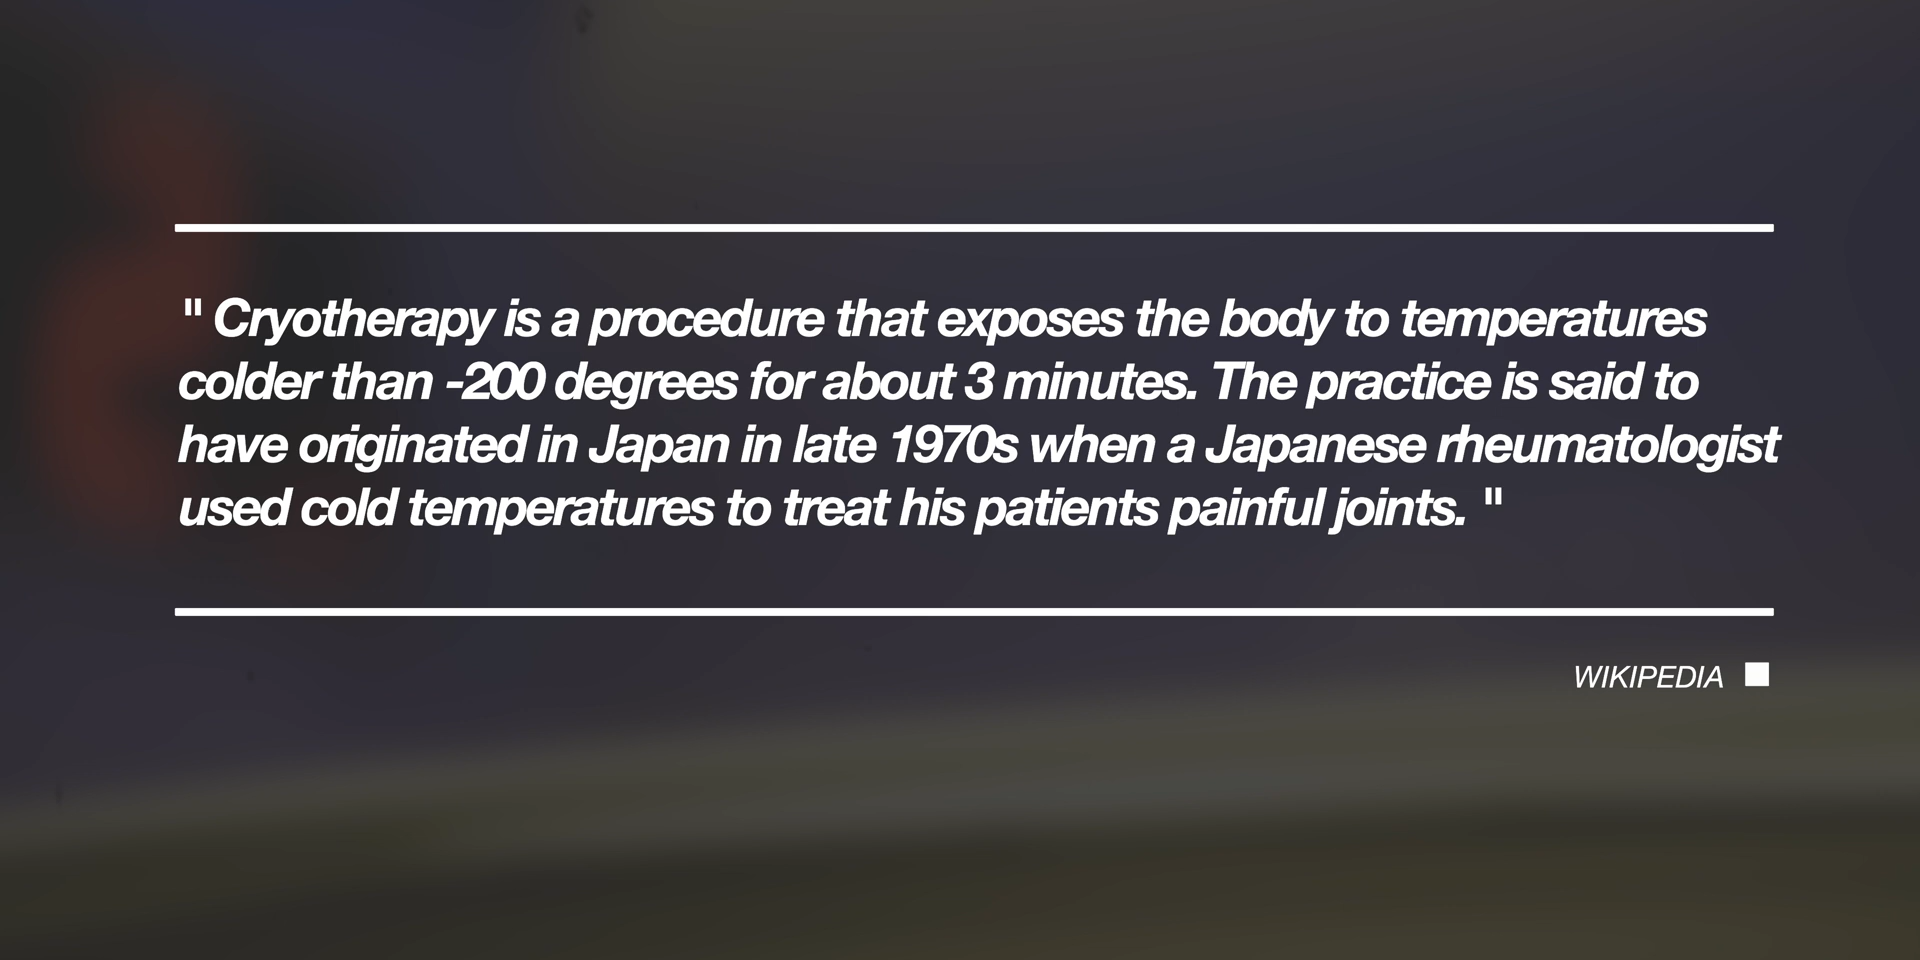 " Cryotherapy is a procedure that exposes the body to temperatures
colder than -200 degrees for about 3 minutes. The practice is said to
have originated in Japan in late 1970s when a Japanese rheumatologist
used cold temperatures to treat his patients painful joints. "
WIKIPEDIA